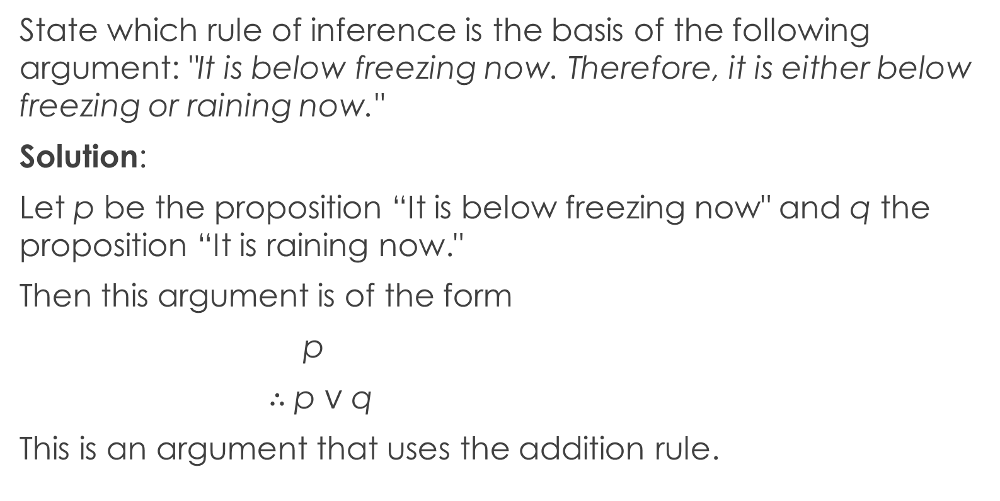 State which rule of inference is the basis of the following
argument: "It is below freezing now. Therefore, it is either below
freezing or raining now."
Solution:
Let p be the proposition “It is below freezing now" and q the
proposition “It is raining now."
Then this argument is of the form
p
∴ p ∨ q
This is an argument that uses the addition rule.